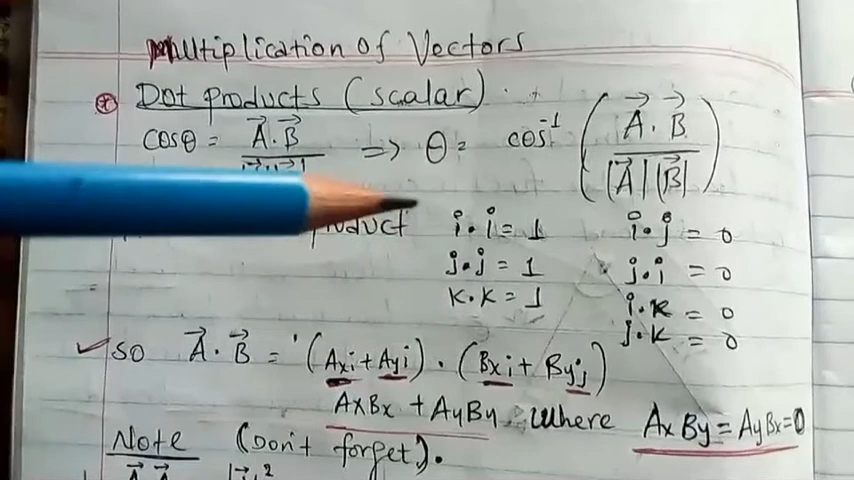 Multiplication of Vectors
Dot products (scalar).
cosθ = A⃗.B⃗ / |A⃗||B⃗| => θ = cos⁻¹ (A⃗.B⃗ / |A⃗||B⃗|)
product i.i = 1 i.j = 0
j.j = 1 j.i = 0
k.k = 1 i.k = 0
j.k = 0
✓ so A⃗.B⃗ = (Axi + Ayi) . (Bxi + Byj)
AxBx + AyBy, where AxBy = AyBx = 0
Note (Don't forget).